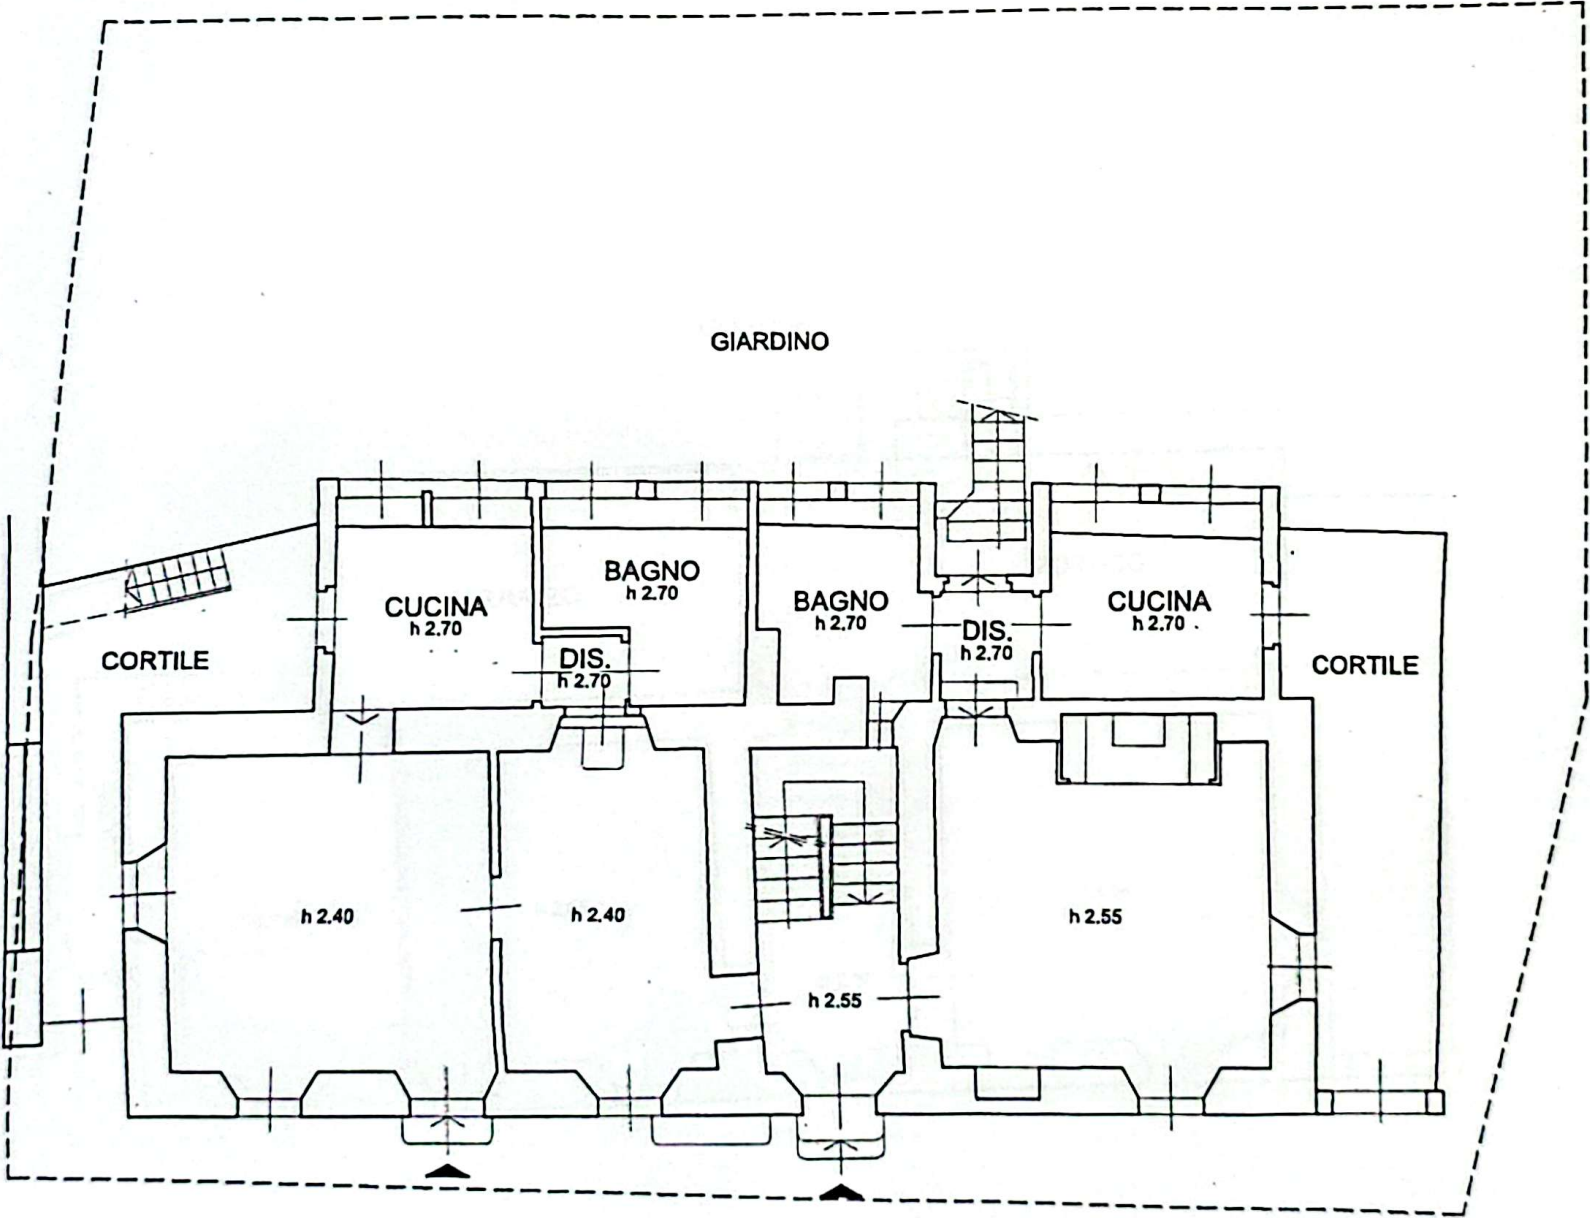 GIARDINO
CUCINA
h 2.70
BAGNO
h 2.70
BAGNO
h 2.70
CUCINA
h 2.70
DIS.
h 2.70
DIS.
h 2.70
CORTILE
CORTILE
h 2.40
h 2.40
h 2.55
h 2.55